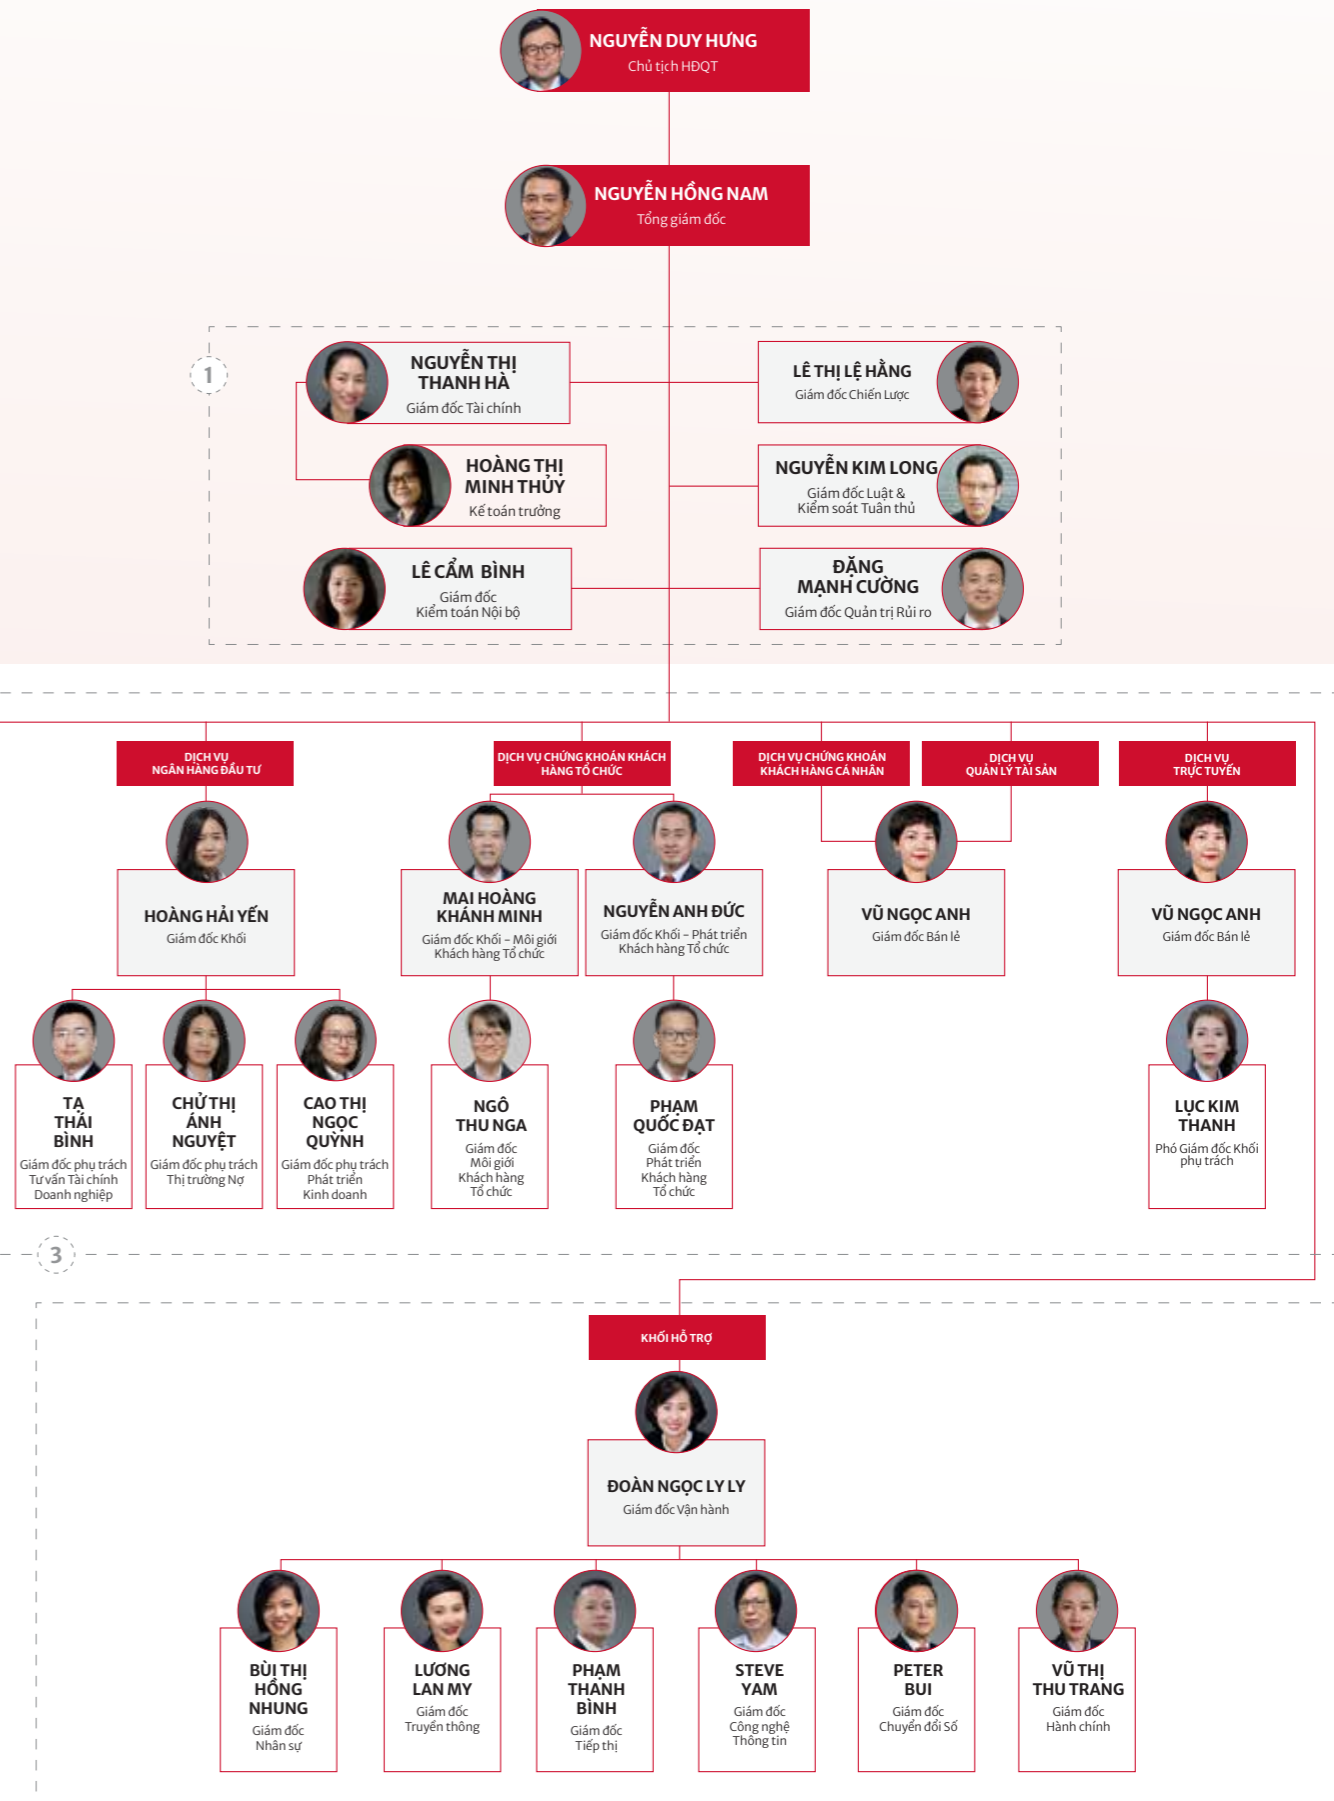 NGUYỄN DUY HƯNG
Chủ tịch HĐQT
NGUYỄN HỒNG NAM
Tổng giám đốc
1
NGUYỄN THỊ
THANH HÀ
Giám đốc Tài chính
LÊ THỊ LỆ HẰNG
Giám đốc Chiến Lược
HOÀNG THỊ
MINH THỦY
Kế toán trưởng
NGUYỄN KIM LONG
Giám đốc Luật &
Kiểm soát Tuân thủ
LÊ CẨM BÌNH
Giám đốc
Kiểm toán Nội bộ
ĐẶNG
MẠNH CƯỜNG
Giám đốc Quản trị Rủi ro
DỊCH VỤ
NGÂN HÀNG ĐẦU TƯ
DỊCH VỤ CHỨNG KHOÁN KHÁCH
HÀNG TỔ CHỨC
DỊCH VỤ CHỨNG KHOÁN
KHÁCH HÀNG CÁ NHÂN
DỊCH VỤ
QUẢN LÝ TÀI SẢN
DỊCH VỤ
TRỰC TUYẾN
HOÀNG HẢI YẾN
Giám đốc Khối
MAI HOÀNG
KHÁNH MINH
Giám đốc Khối – Môi giới
Khách hàng Tổ chức
NGUYỄN ANH ĐỨC
Giám đốc Khối – Phát triển
Khách hàng Tổ chức
VŨ NGỌC ANH
Giám đốc Bán lẻ
VŨ NGỌC ANH
Giám đốc Bán lẻ
TẠ
THÁI
BÌNH
Giám đốc phụ trách
Tư vấn Tài chính
Doanh nghiệp
CHỬ THỊ
ÁNH
NGUYỆT
Giám đốc phụ trách
Thị trường Nợ
CAO THỊ
NGỌC
QUỲNH
Giám đốc phụ trách
Phát triển
Kinh doanh
NGÔ
THU NGA
Giám đốc
Môi giới
Khách hàng
Tổ chức
PHẠM
QUỐC ĐẠT
Giám đốc
Phát triển
Khách hàng
Tổ chức
LỤC KIM
THANH
Phó Giám đốc Khối
phụ trách
3
KHỐI HỖ TRỢ
ĐOÀN NGỌC LY LY
Giám đốc Vận hành
BÙI THỊ
HỒNG
NHUNG
Giám đốc
Nhân sự
LƯƠNG
LAN MY
Giám đốc
Truyền thông
PHẠM
THANH
BÌNH
Giám đốc
Tiếp thị
STEVE
YAM
Giám đốc
Công nghệ
Thông tin
PETER
BUI
Giám đốc
Chuyển đổi Số
VŨ THỊ
THU TRANG
Giám đốc
Hành chính